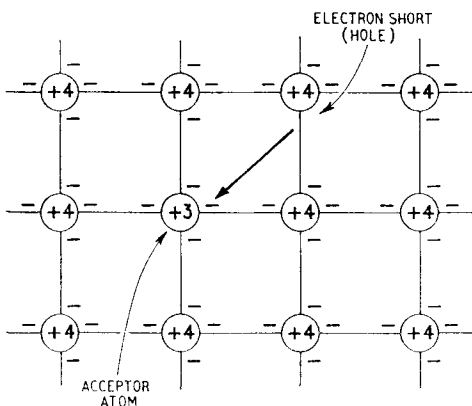 ELECTRON SHORT
(HOLE)
+4 +4 +4 +4
+4 +3 +4 +4
+4 +4 +4 +4
ACCEPTOR
ATOM